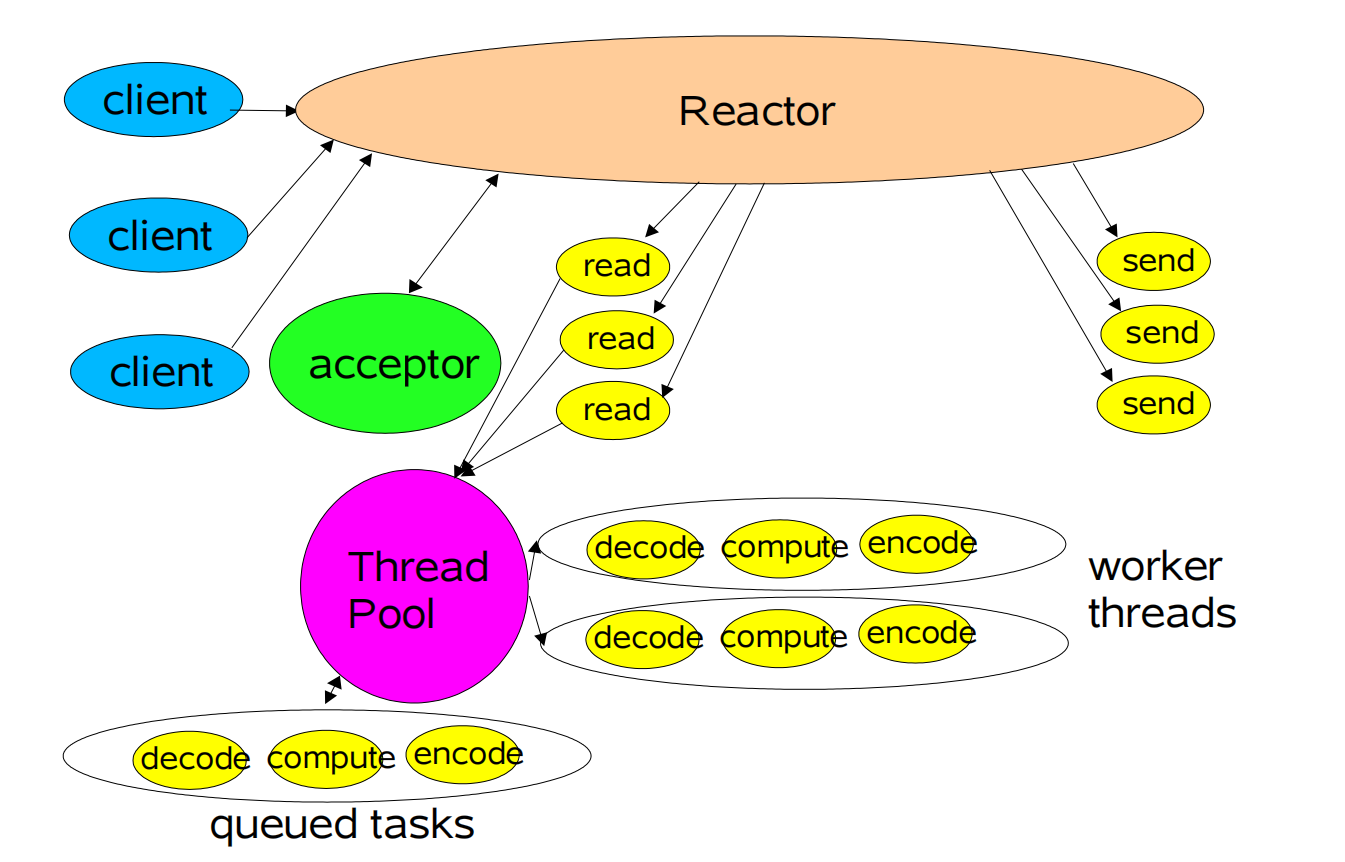 client
Reactor
client
client
acceptor
read
read
read
send
send
send
Thread
Pool
decode compute encode
decode compute encode
worker
threads
decode compute encode
queued tasks